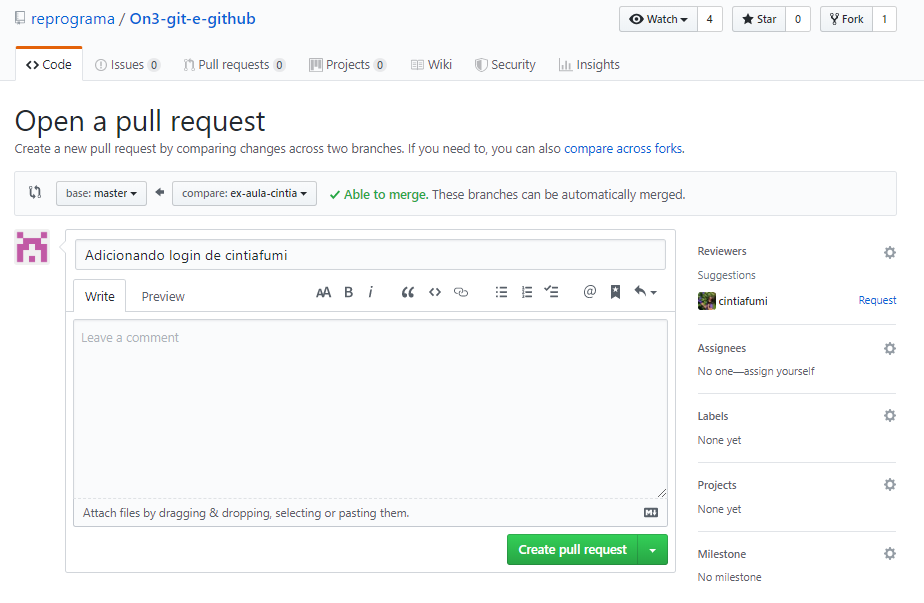 reprograma / On3-git-e-github
Watch 4 Star 0 Fork 1
Code Issues 0 Pull requests 0 Projects 0 Wiki Security Insights
Open a pull request
Create a new pull request by comparing changes across two branches. If you need to, you can also compare across forks.
base: master compare: ex-aula-cintia Able to merge. These branches can be automatically merged.
Adicionando login de cintiafumi
Write Preview AA B i @
Leave a comment
Attach files by dragging & dropping, selecting or pasting them.
Create pull request
Reviewers
Suggestions
cintiafumi Request
Assignees
No one—assign yourself
Labels
None yet
Projects
None yet
Milestone
No milestone